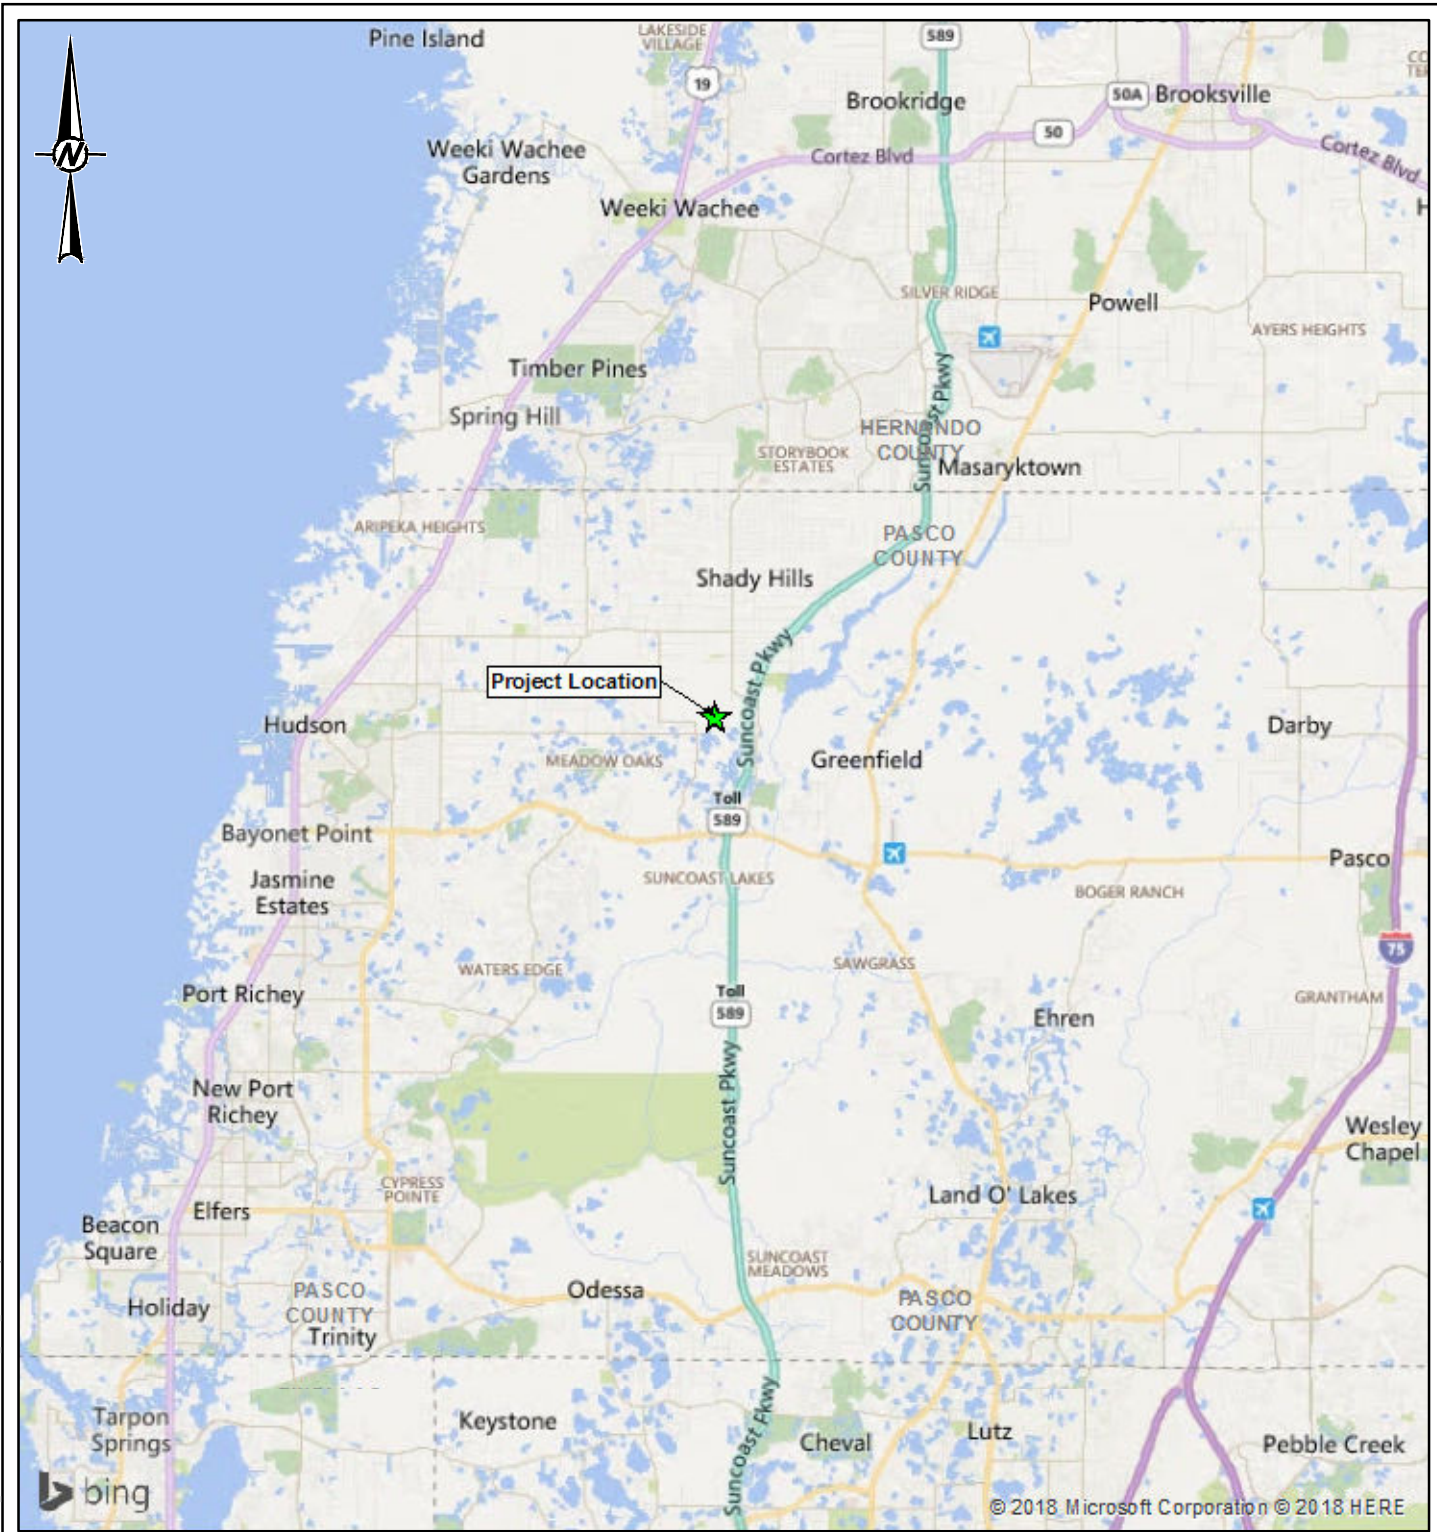 Pine Island
LAKESIDE
VILLAGE
589
19
Brookridge
50A
Brooksville
50
Cortez Blvd
Cortez Blvd
N
Weeki Wachee
Gardens
Weeki Wachee
SILVER RIDGE
Powell
AYERS HEIGHTS
Timber Pines
Spring Hill
Suncoast Pkwy
HERNANDO
COUNTY
STORYBOOK
ESTATES
Masaryktown
ARIPEKA HEIGHTS
PASCO
COUNTY
Shady Hills
Suncoast Pkwy
Project Location
Hudson
Darby
MEADOW OAKS
Greenfield
Toll
589
Bayonet Point
Pasco
Jasmine
Estates
SUNCOAST LAKES
BOGER RANCH
75
WATERS EDGE
SAWGRASS
Port Richey
Toll
589
GRANTHAM
Ehren
Suncoast Pkwy
New Port
Richey
Wesley
Chapel
CYPRESS
POINTE
Land O' Lakes
Elfers
Beacon
Square
SUNCOAST
MEADOWS
Odessa
PASCO
COUNTY
PASCO
COUNTY
Holiday
Trinity
Suncoast Pkwy
Tarpon
Springs
Keystone
Cheval
Lutz
Pebble Creek
bing
© 2018 Microsoft Corporation © 2018 HERE